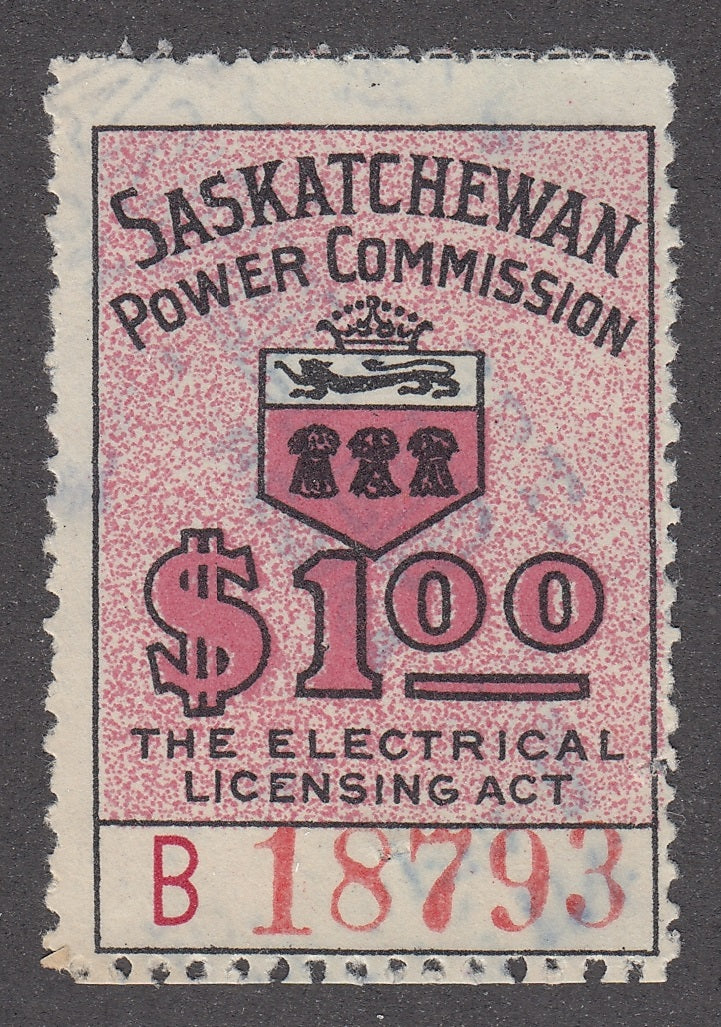 SASKATCHEWAN
POWER COMMISSION
$1.00
THE ELECTRICAL
LICENSING ACT
B 18793